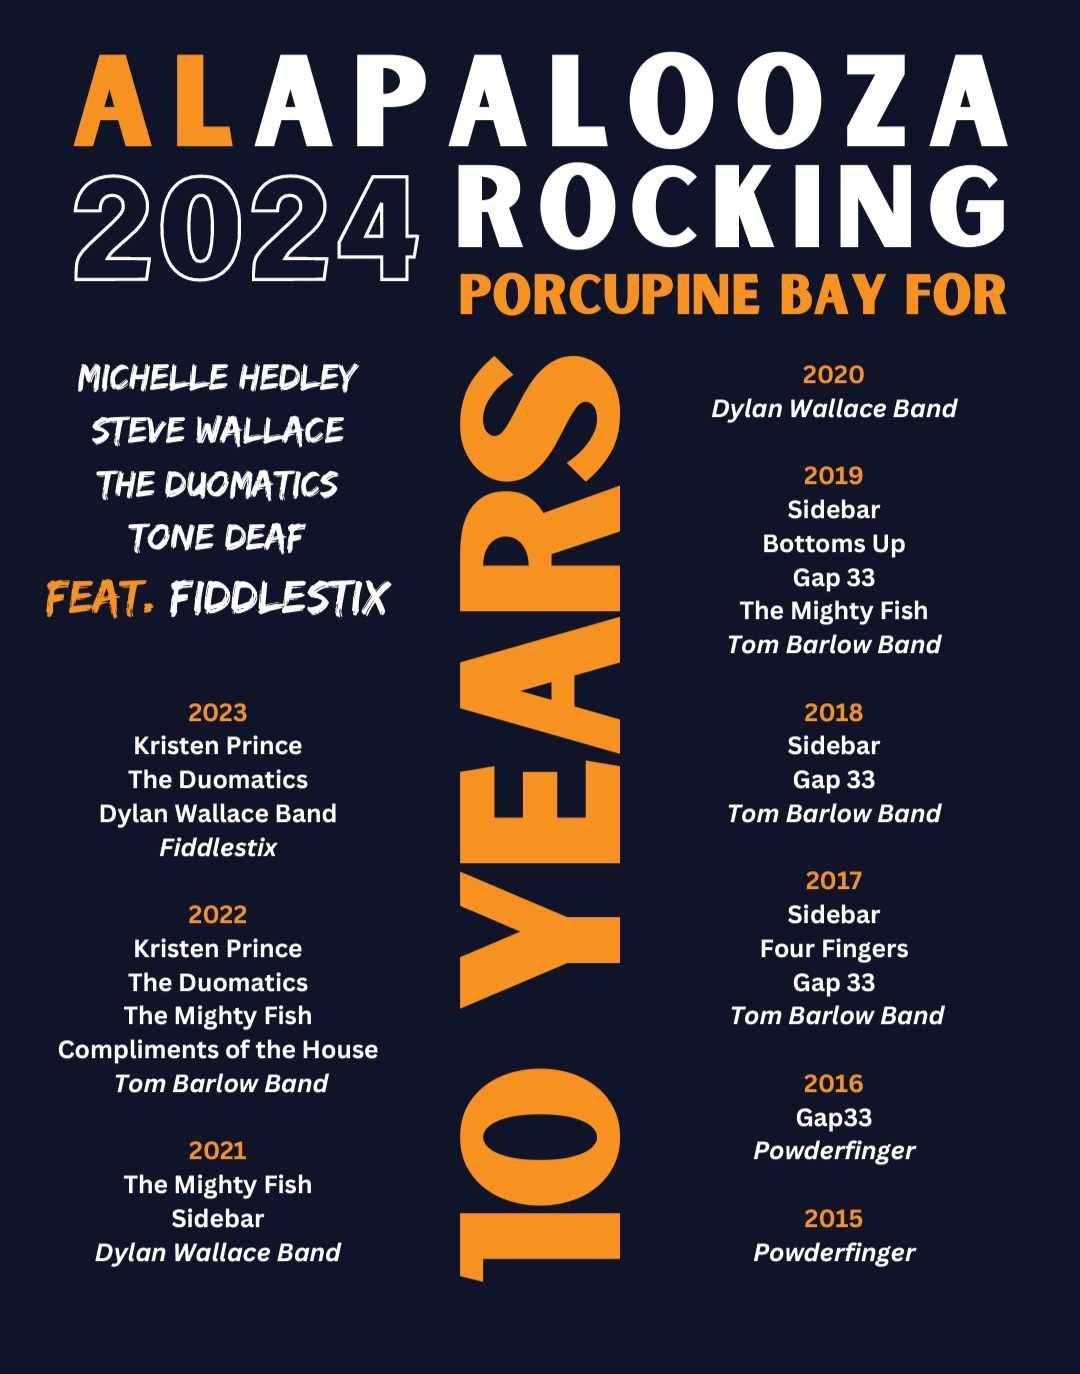 ALAPALOOZA
2024
ROCKING
PORCUPINE BAY FOR
10 YEARS
MICHELLE HEDLEY
STEVE WALLACE
THE DUOMATICS
TONE DEAF
FEAT. FIDDLESTIX
2023
Kristen Prince
The Duomatics
Dylan Wallace Band
Fiddlestix
2022
Kristen Prince
The Duomatics
The Mighty Fish
Compliments of the House
Tom Barlow Band
2021
The Mighty Fish
Sidebar
Dylan Wallace Band
2020
Dylan Wallace Band
2019
Sidebar
Bottoms Up
Gap 33
The Mighty Fish
Tom Barlow Band
2018
Sidebar
Gap 33
Tom Barlow Band
2017
Sidebar
Four Fingers
Gap 33
Tom Barlow Band
2016
Gap33
Powderfinger
2015
Powderfinger